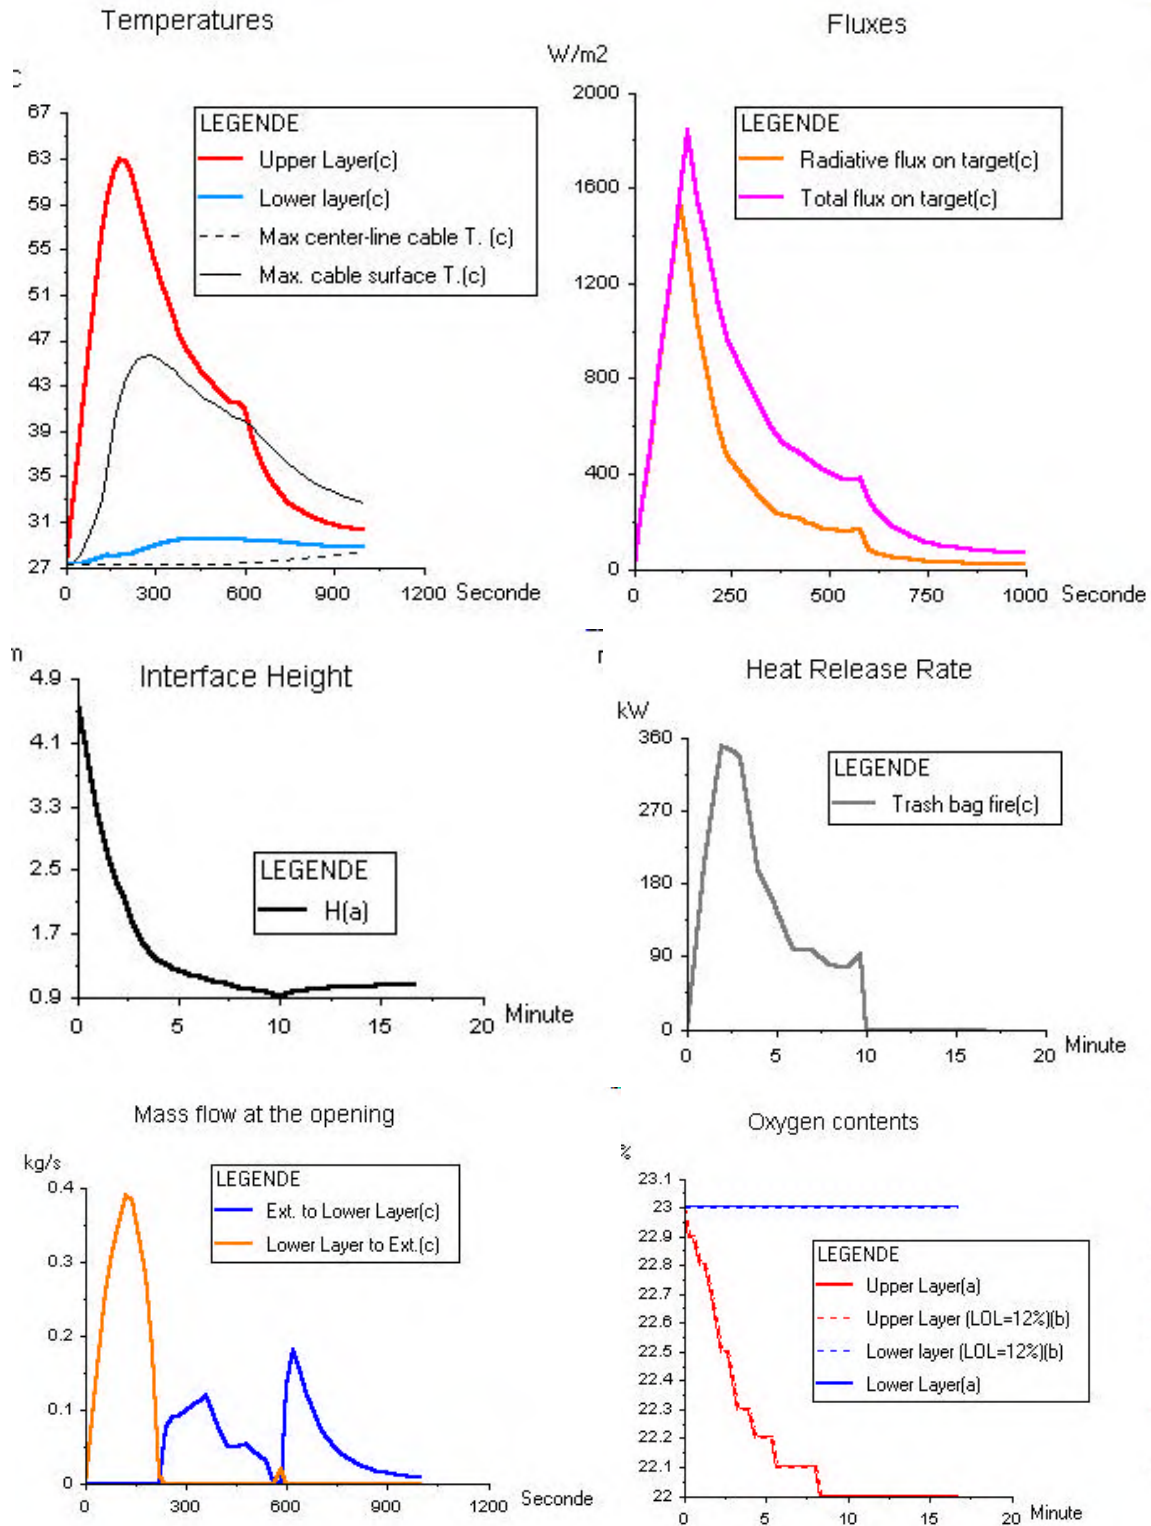 Temperatures
C
67
63
59
55
51
47
43
39
35
31
27
0
300
600
900
1200
Seconde
LEGENDE
Upper Layer(c)
Lower layer(c)
Max center-line cable T. (c)
Max. cable surface T.(c)
Fluxes
W/m2
2000
1600
1200
800
400
0
0
250
500
750
1000
Seconde
LEGENDE
Radiative flux on target(c)
Total flux on target(c)
Interface Height
m
4.9
4.1
3.3
2.5
1.7
0.9
0
5
10
15
20
Minute
LEGENDE
H(a)
Heat Release Rate
kW
360
270
180
90
0
0
5
10
15
20
Minute
LEGENDE
Trash bag fire(c)
Mass flow at the opening
kg/s
0.4
0.3
0.2
0.1
0
0
300
600
900
1200
Seconde
LEGENDE
Ext. to Lower Layer(c)
Lower Layer to Ext.(c)
Oxygen contents
%
23.1
23
22.9
22.8
22.7
22.6
22.5
22.4
22.3
22.2
22.1
22
0
5
10
15
20
Minute
LEGENDE
Upper Layer(a)
Upper Layer (LOL=12%)(b)
Lower layer (LOL=12%)(b)
Lower Layer(a)